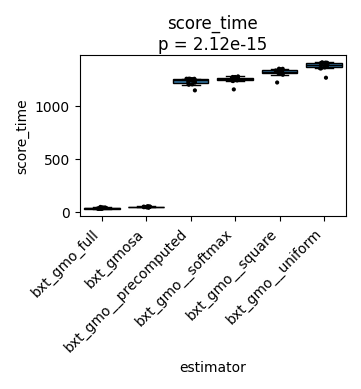 score_time
p = 2.12e-15
score_time
1000
500
0
bxt_gmo_full
bxt_gmosa
bxt_gmo__precomputed
bxt_gmo__softmax
bxt_gmo__square
bxt_gmo__uniform
estimator